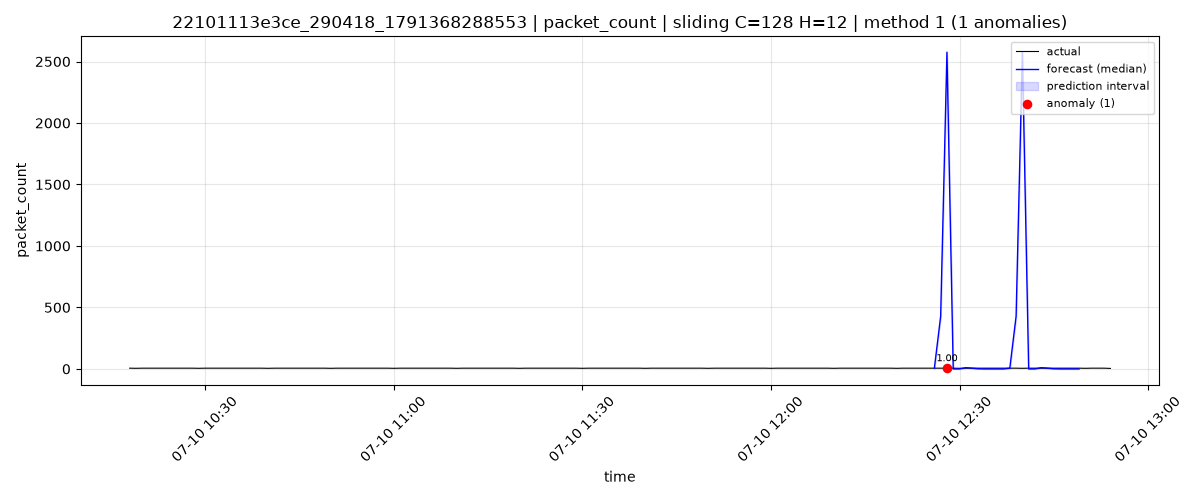 22101113e3ce_290418_1791368288553 | packet_count | sliding C=128 H=12 | method 1 (1 anomalies)
packet_count
2500
2000
1500
1000
500
0
actual
forecast (median)
prediction interval
anomaly (1)
1.00
07-10 10:30
07-10 11:00
07-10 11:30
07-10 12:00
07-10 12:30
07-10 13:00
time